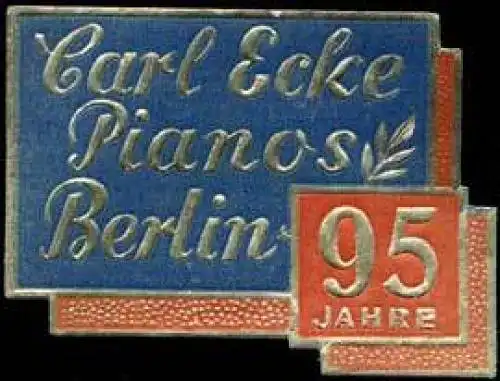 Carl Ecke
Pianos
Berlin
95
JAHRE